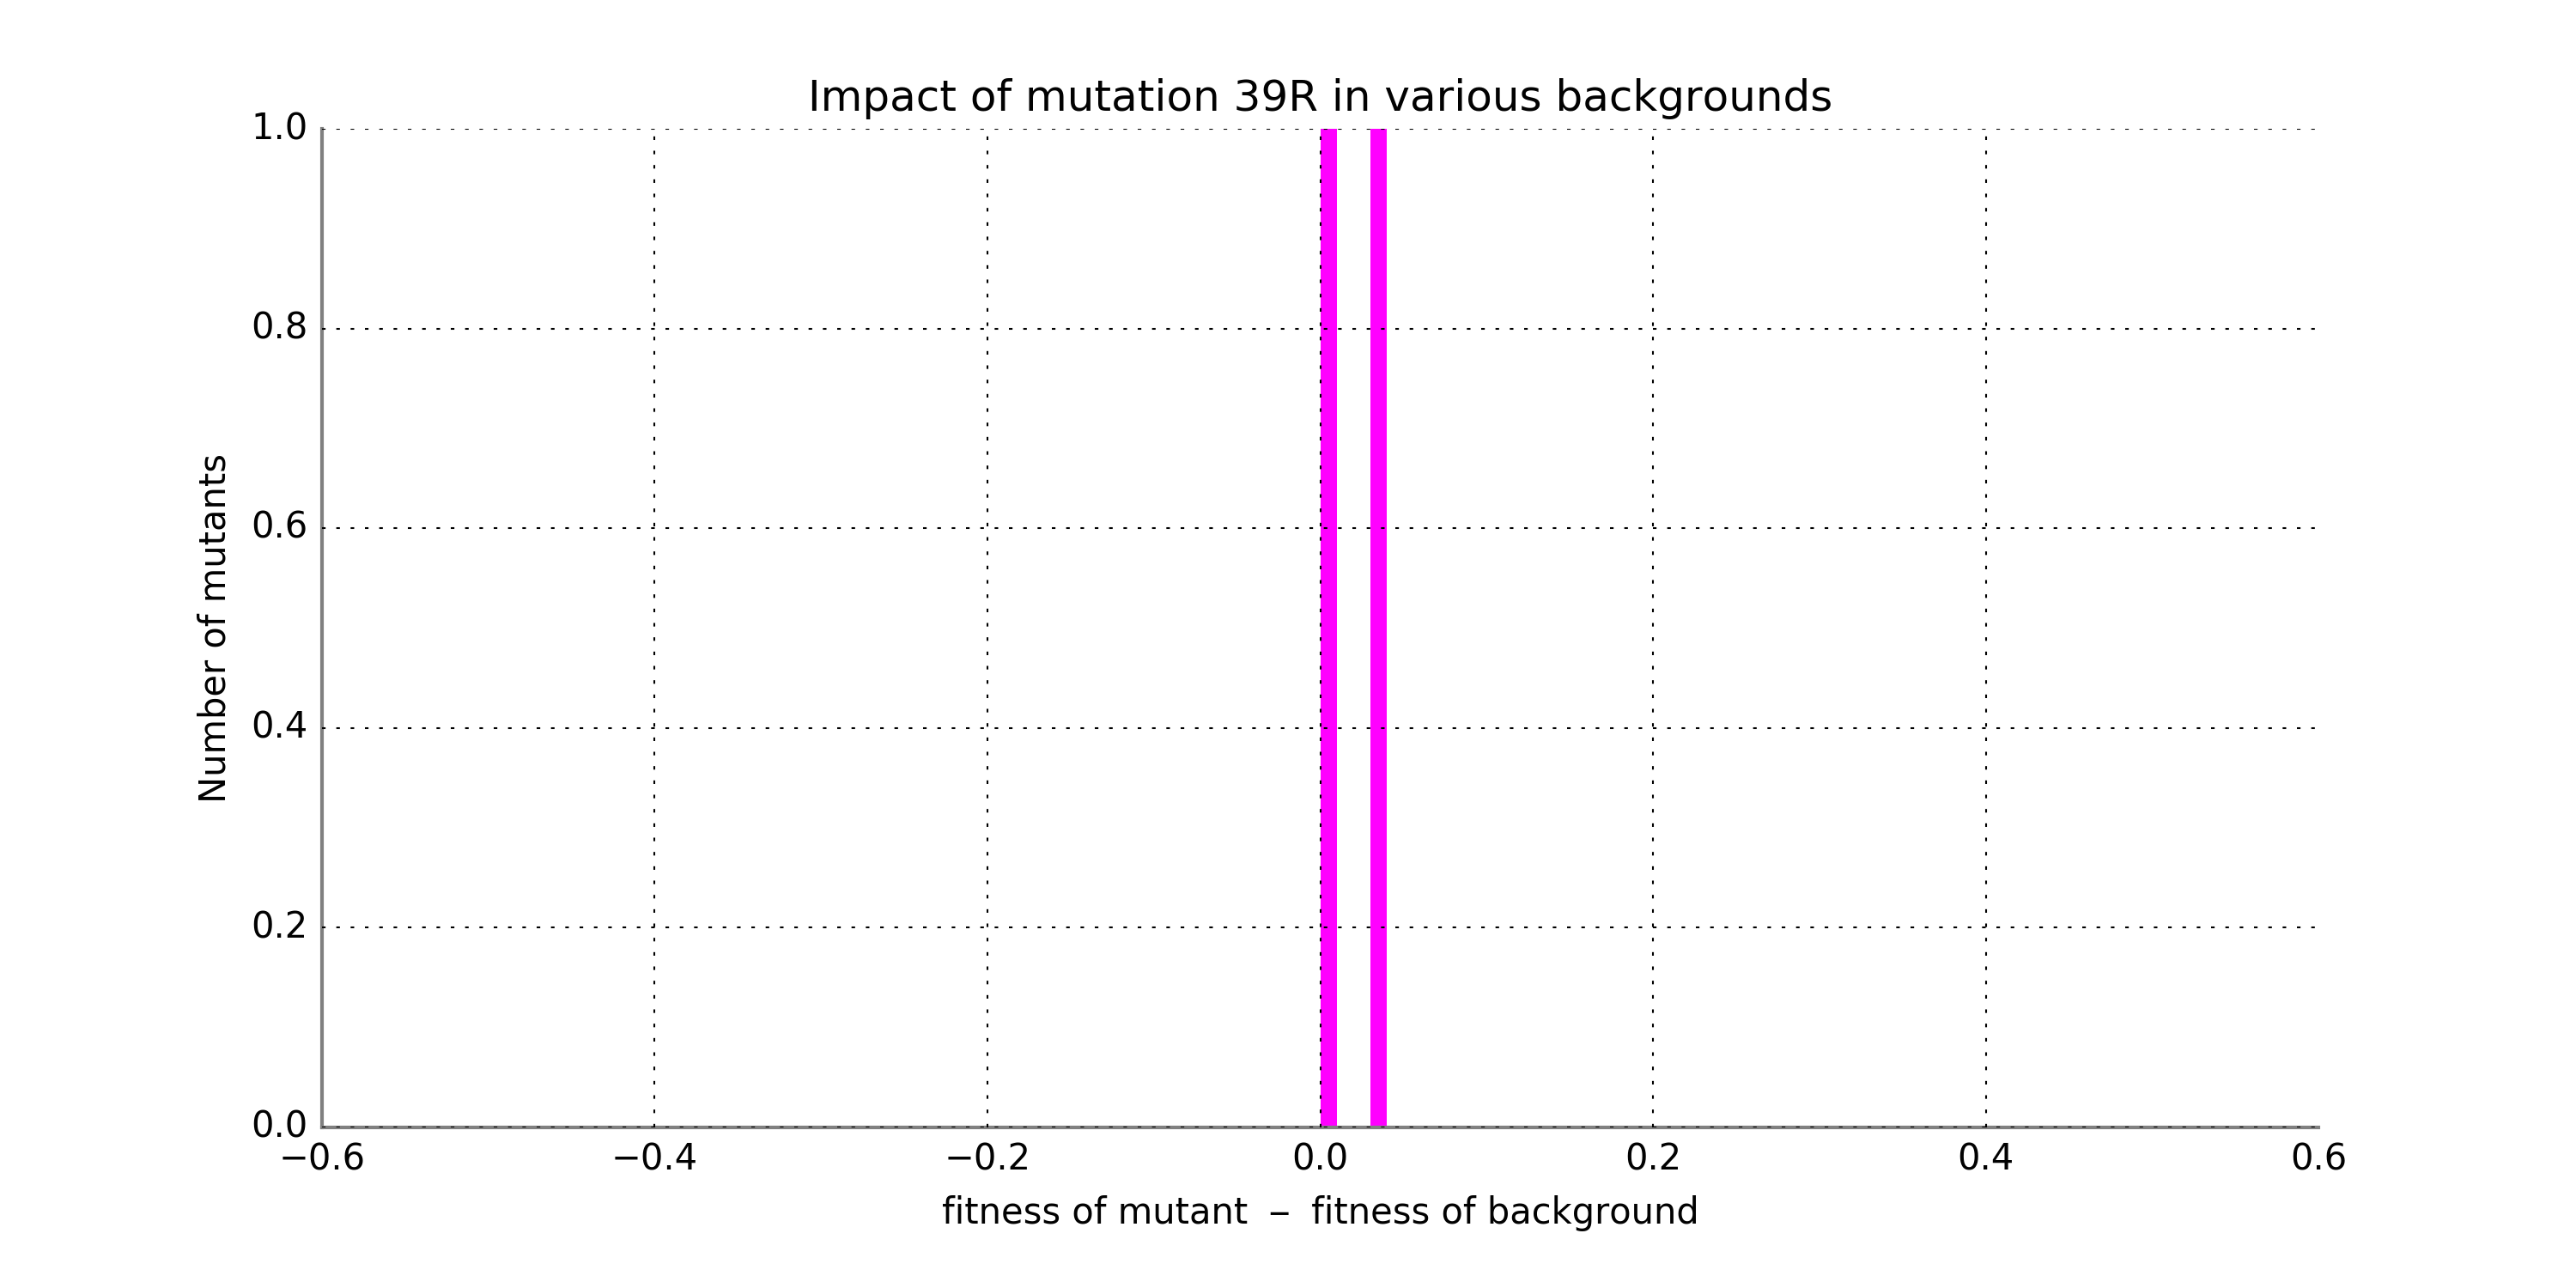 Impact of mutation 39R in various backgrounds
1.0
0.8
0.6
0.4
0.2
0.0
Number of mutants
−0.6 −0.4 −0.2 0.0 0.2 0.4 0.6
fitness of mutant − fitness of background